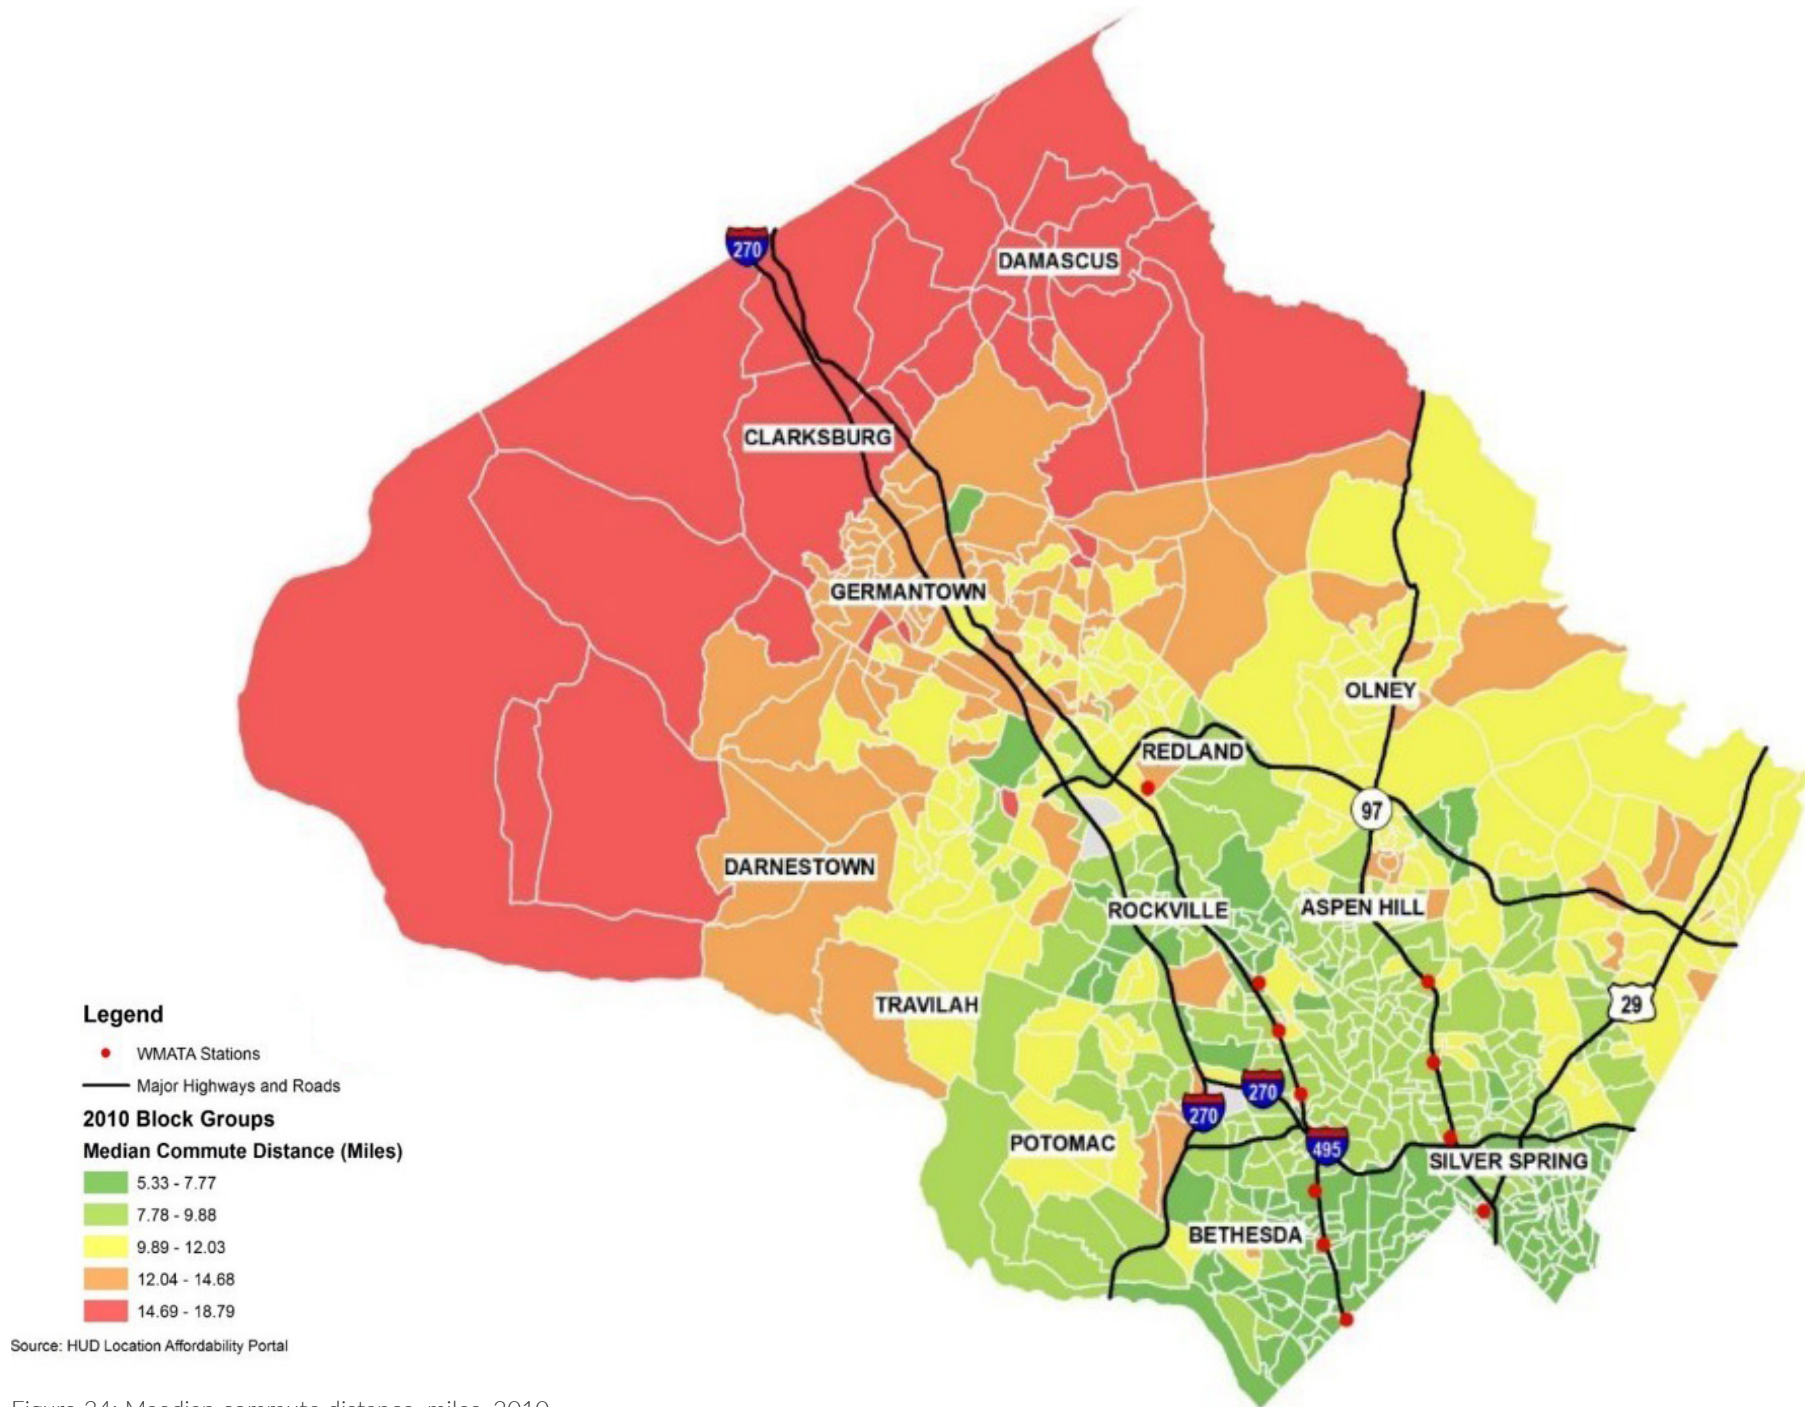 270
DAMASCUS
CLARKSBURG
GERMANTOWN
OLNEY
REDLAND
97
DARNESTOWN
ROCKVILLE
ASPEN HILL
TRAVILAH
29
270
270
POTOMAC
495
SILVER SPRING
BETHESDA
Legend
WMATA Stations
Major Highways and Roads
2010 Block Groups
Median Commute Distance (Miles)
5.33 - 7.77
7.78 - 9.88
9.89 - 12.03
12.04 - 14.68
14.69 - 18.79
Source: HUD Location Affordability Portal